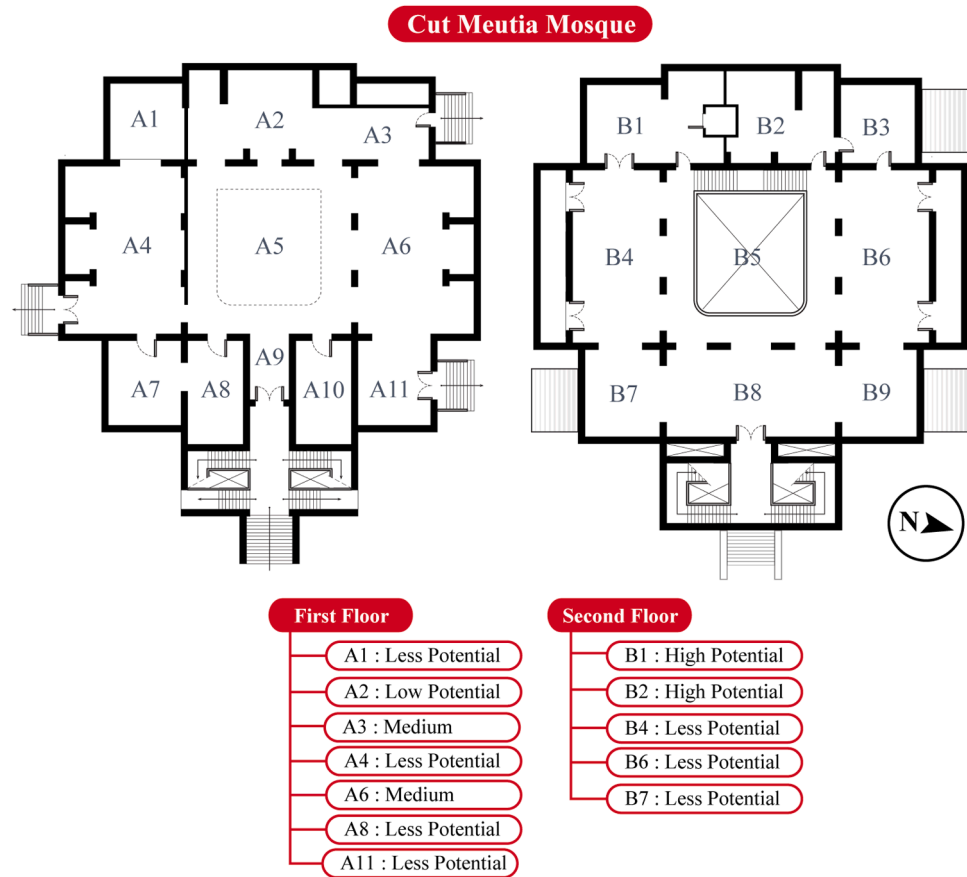 Cut Meutia Mosque
A1
A2
A3
A4
A5
A6
A7
A8
A9
A10
A11
B1
B2
B3
B4
B5
B6
B7
B8
B9
N
First Floor
A1 : Less Potential
A2 : Low Potential
A3 : Medium
A4 : Less Potential
A6 : Medium
A8 : Less Potential
A11 : Less Potential
Second Floor
B1 : High Potential
B2 : High Potential
B4 : Less Potential
B6 : Less Potential
B7 : Less Potential